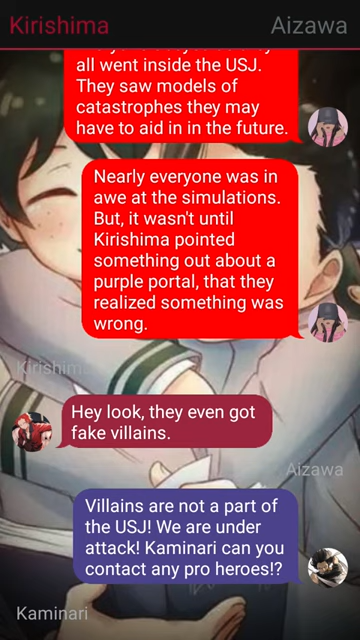 Kirishima
Aizawa
all went inside the USJ.
They saw models of
catastrophes they may
have to aid in in the future.
Nearly everyone was in
awe at the simulations.
But, it wasn't until
Kirishima pointed
something out about a
purple portal, that they
realized something was
wrong.
Kirishima
Hey look, they even got
fake villains.
Aizawa
Villains are not a part of
the USJ! We are under
attack! Kaminari can you
contact any pro heroes!?
Kaminari